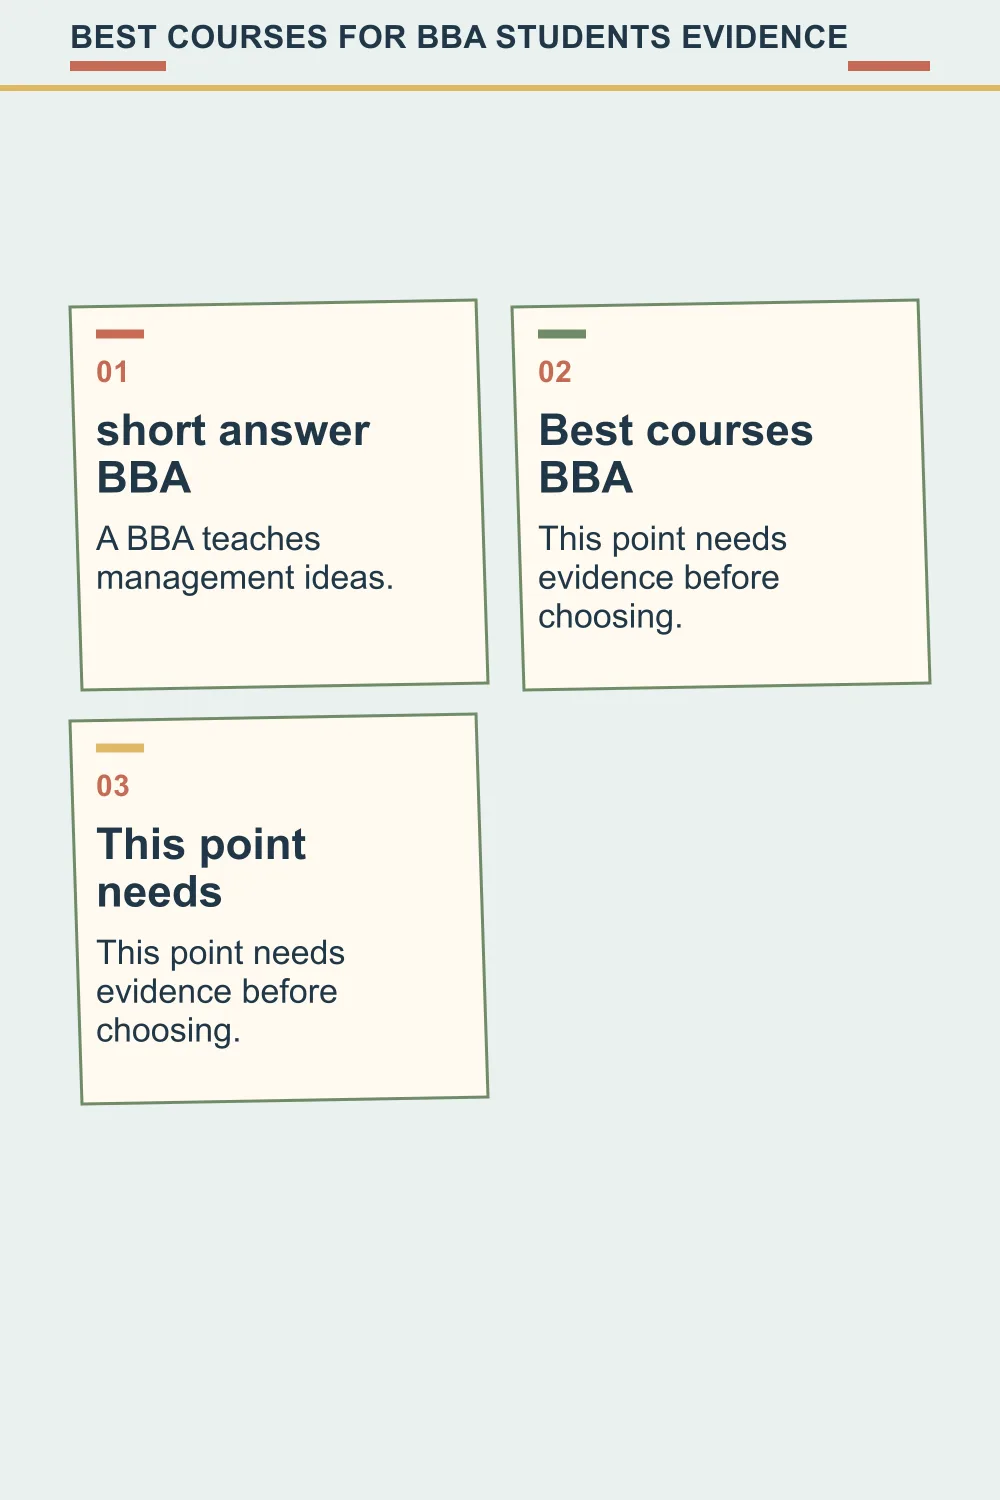 BEST COURSES FOR BBA STUDENTS EVIDENCE
01
short answer
BBA
A BBA teaches
management ideas.
02
Best courses
BBA
This point needs
evidence before
choosing.
03
This point
needs
This point needs
evidence before
choosing.